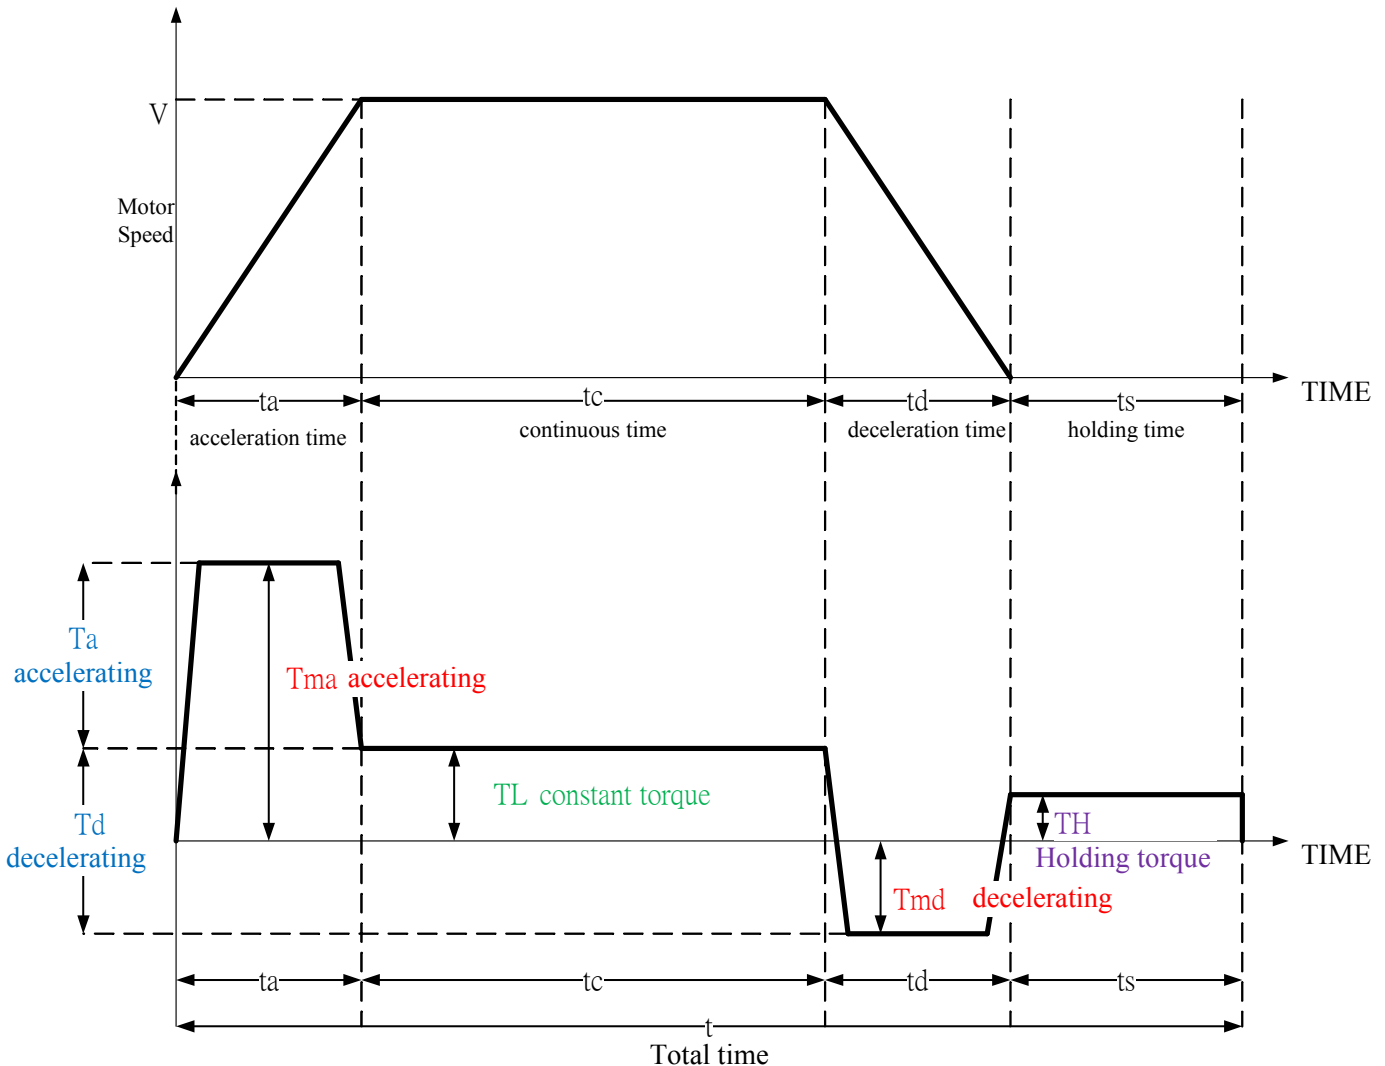 V
Motor
Speed
TIME
ta
tc
td
ts
acceleration time
continuous time
deceleration time
holding time
Ta
accelerating
Tma accelerating
TL constant torque
Td
decelerating
TH
Holding torque
TIME
Tmd decelerating
ta
tc
td
ts
t
Total time